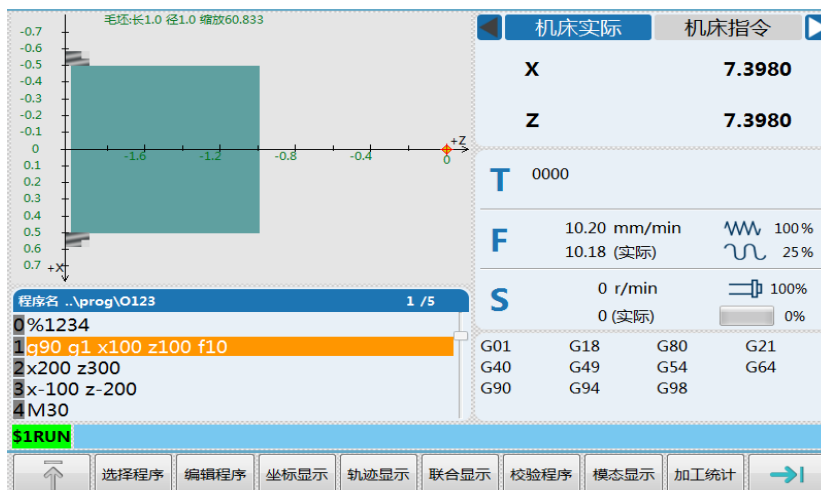 毛坯:长1.0 径1.0 缩放60.833
-0.7
-0.6
-0.5
-0.4
-0.3
-0.2
-0.1
0
0.1
0.2
0.3
0.4
0.5
0.6
0.7
+X
-1.6 -1.2 -0.8 -0.4 0
+Z
机床实际 机床指令
X 7.3980
Z 7.3980
T 0000
F 10.20 mm/min 100%
10.18 (实际) 25%
S 0 r/min 100%
0 (实际) 0%
G01 G18 G80 G21
G40 G49 G54 G64
G90 G94 G98
程序名 ..\prog\O123 1 /5
0 %1234
1 g90 g1 x100 z100 f10
2 x200 z300
3 x-100 z-200
4 M30
$1RUN
选择程序 编辑程序 坐标显示 轨迹显示 联合显示 校验程序 模态显示 加工统计